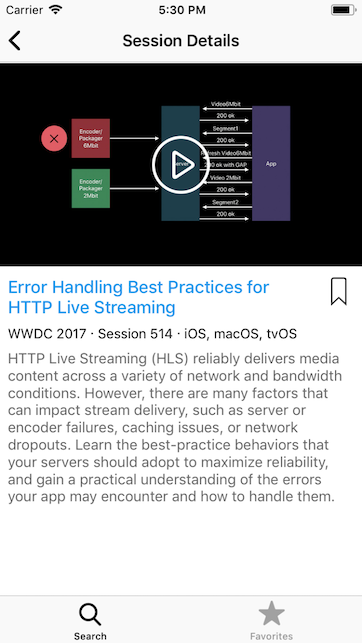 Carrier 5:30 PM
Session Details
Video6Mbit
200 ok
Segment1
200 ok
Refresh Video6Mbit
200 ok with GAP
Video 2Mbit
200 ok
Segment2
200 ok
Encoder/
Packager
6Mbit
Encoder/
Packager
2Mbit
Server
App
Error Handling Best Practices for
HTTP Live Streaming
WWDC 2017 · Session 514 · iOS, macOS, tvOS
HTTP Live Streaming (HLS) reliably delivers media
content across a variety of network and bandwidth
conditions. However, there are many factors that
can impact stream delivery, such as server or
encoder failures, caching issues, or network
dropouts. Learn the best-practice behaviors that
your servers should adopt to maximize reliability,
and gain a practical understanding of the errors
your app may encounter and how to handle them.
Search
Favorites